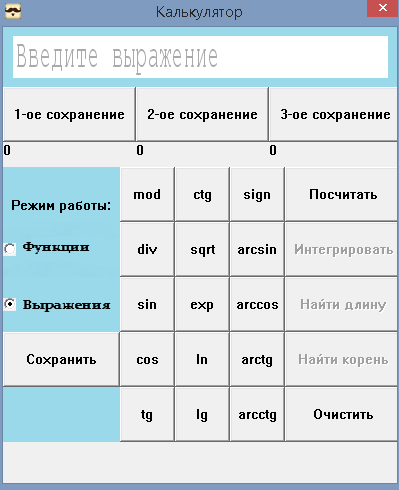 Калькулятор
Введите выражение
1-ое сохранение 2-ое сохранение 3-ое сохранение
0 0 0
Режим работы: mod ctg sign Посчитать
Функции div sqrt arcsin Интегрировать
Выражения sin exp arccos Найти длину
Сохранить cos ln arctg Найти корень
tg lg arcctg Очистить